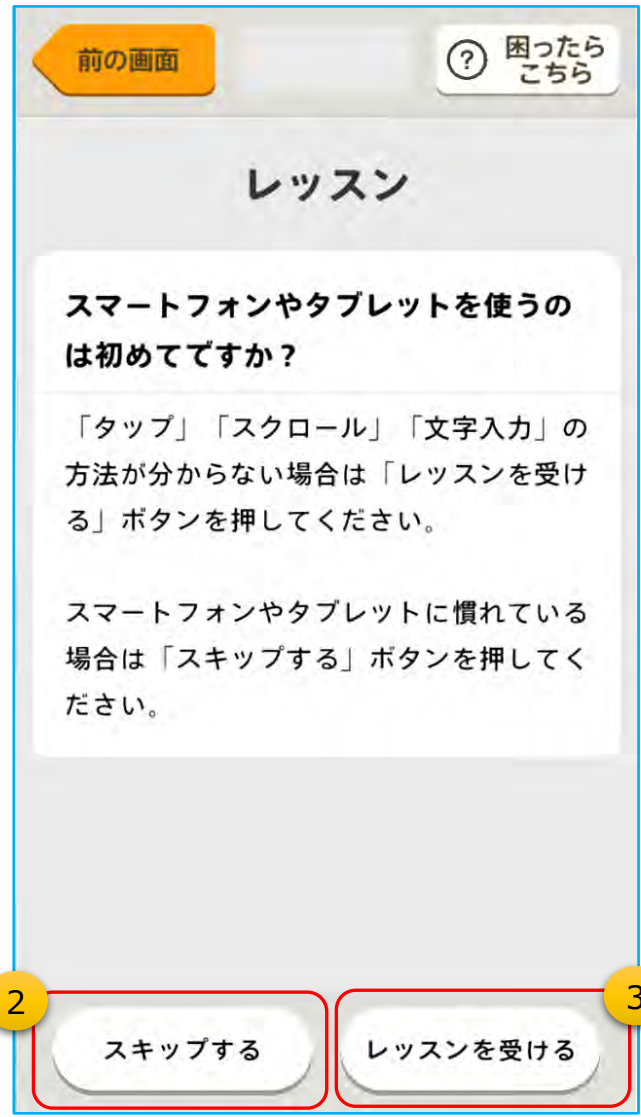 前の画面
? 困ったら
こちら
レッスン
スマートフォンやタブレットを使うの
は初めてですか？
「タップ」「スクロール」「文字入力」の
方法が分からない場合は「レッスンを受け
る」ボタンを押してください。
スマートフォンやタブレットに慣れている
場合は「スキップする」ボタンを押してく
ださい。
2
スキップする
3
レッスンを受ける